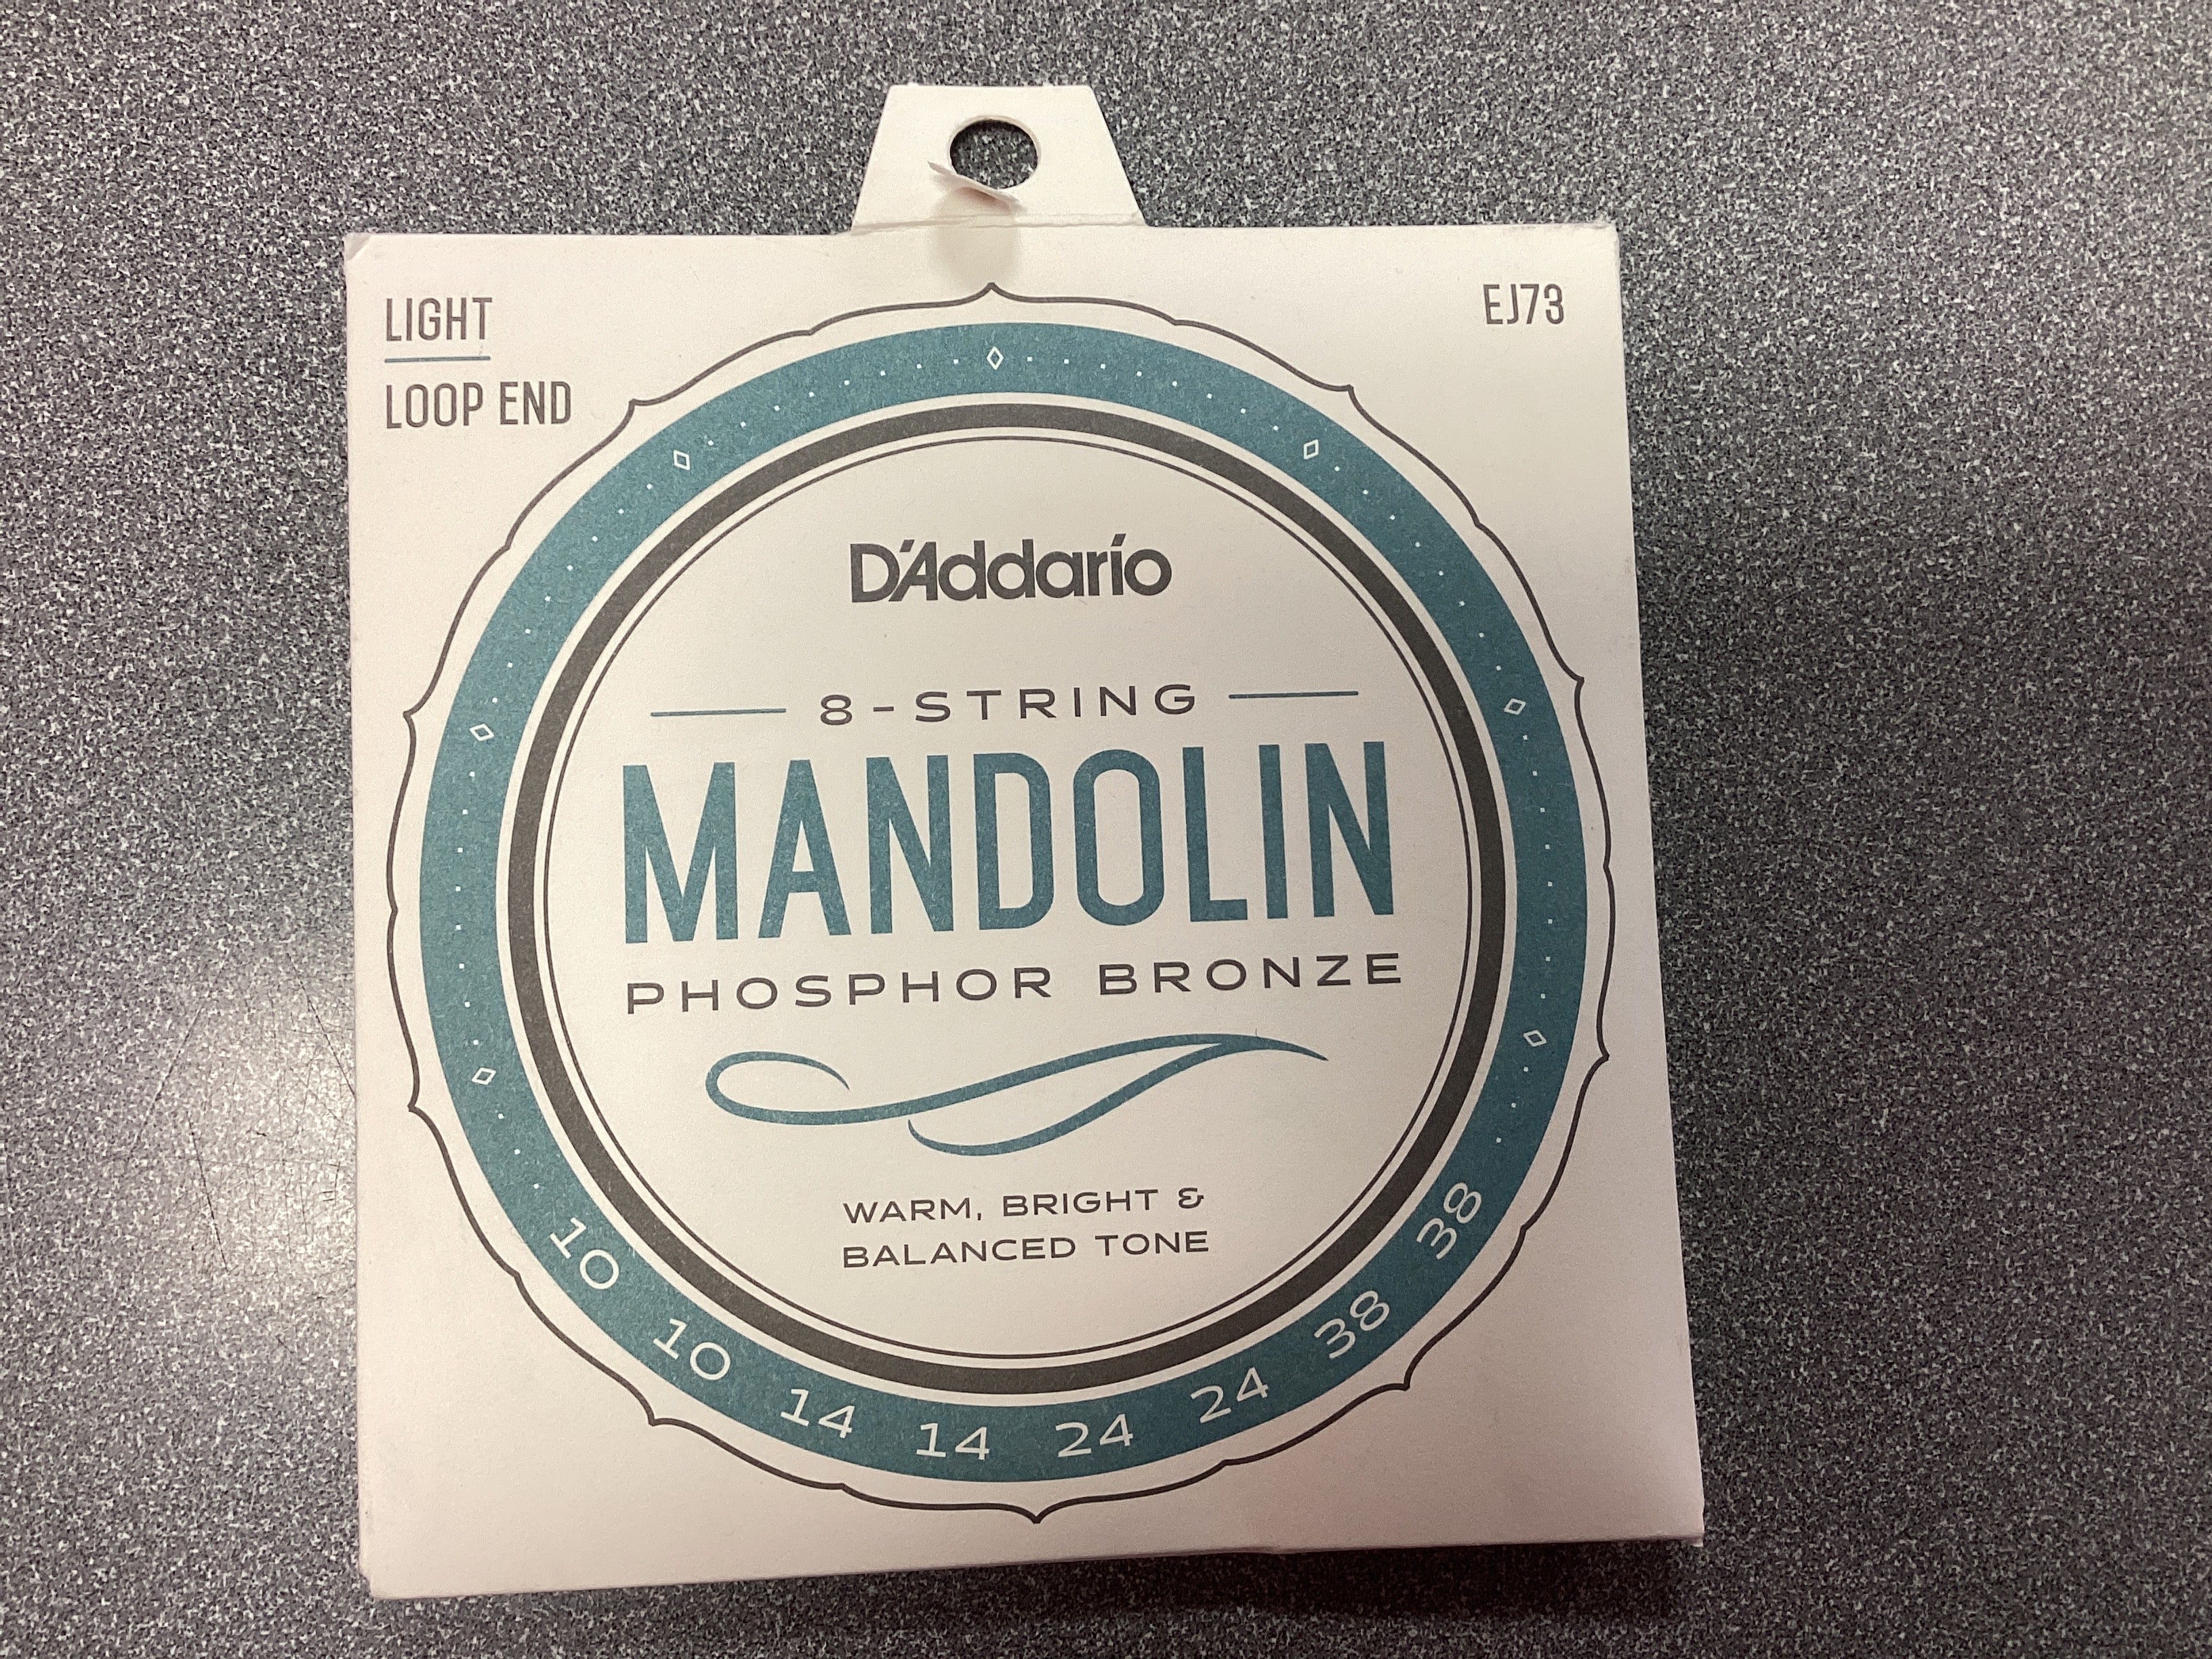 LIGHT
LOOP END
EJ73
D'Addario
8-STRING
MANDOLIN
PHOSPHOR BRONZE
WARM, BRIGHT &
BALANCED TONE
10 10 14 14 24 24 38 38